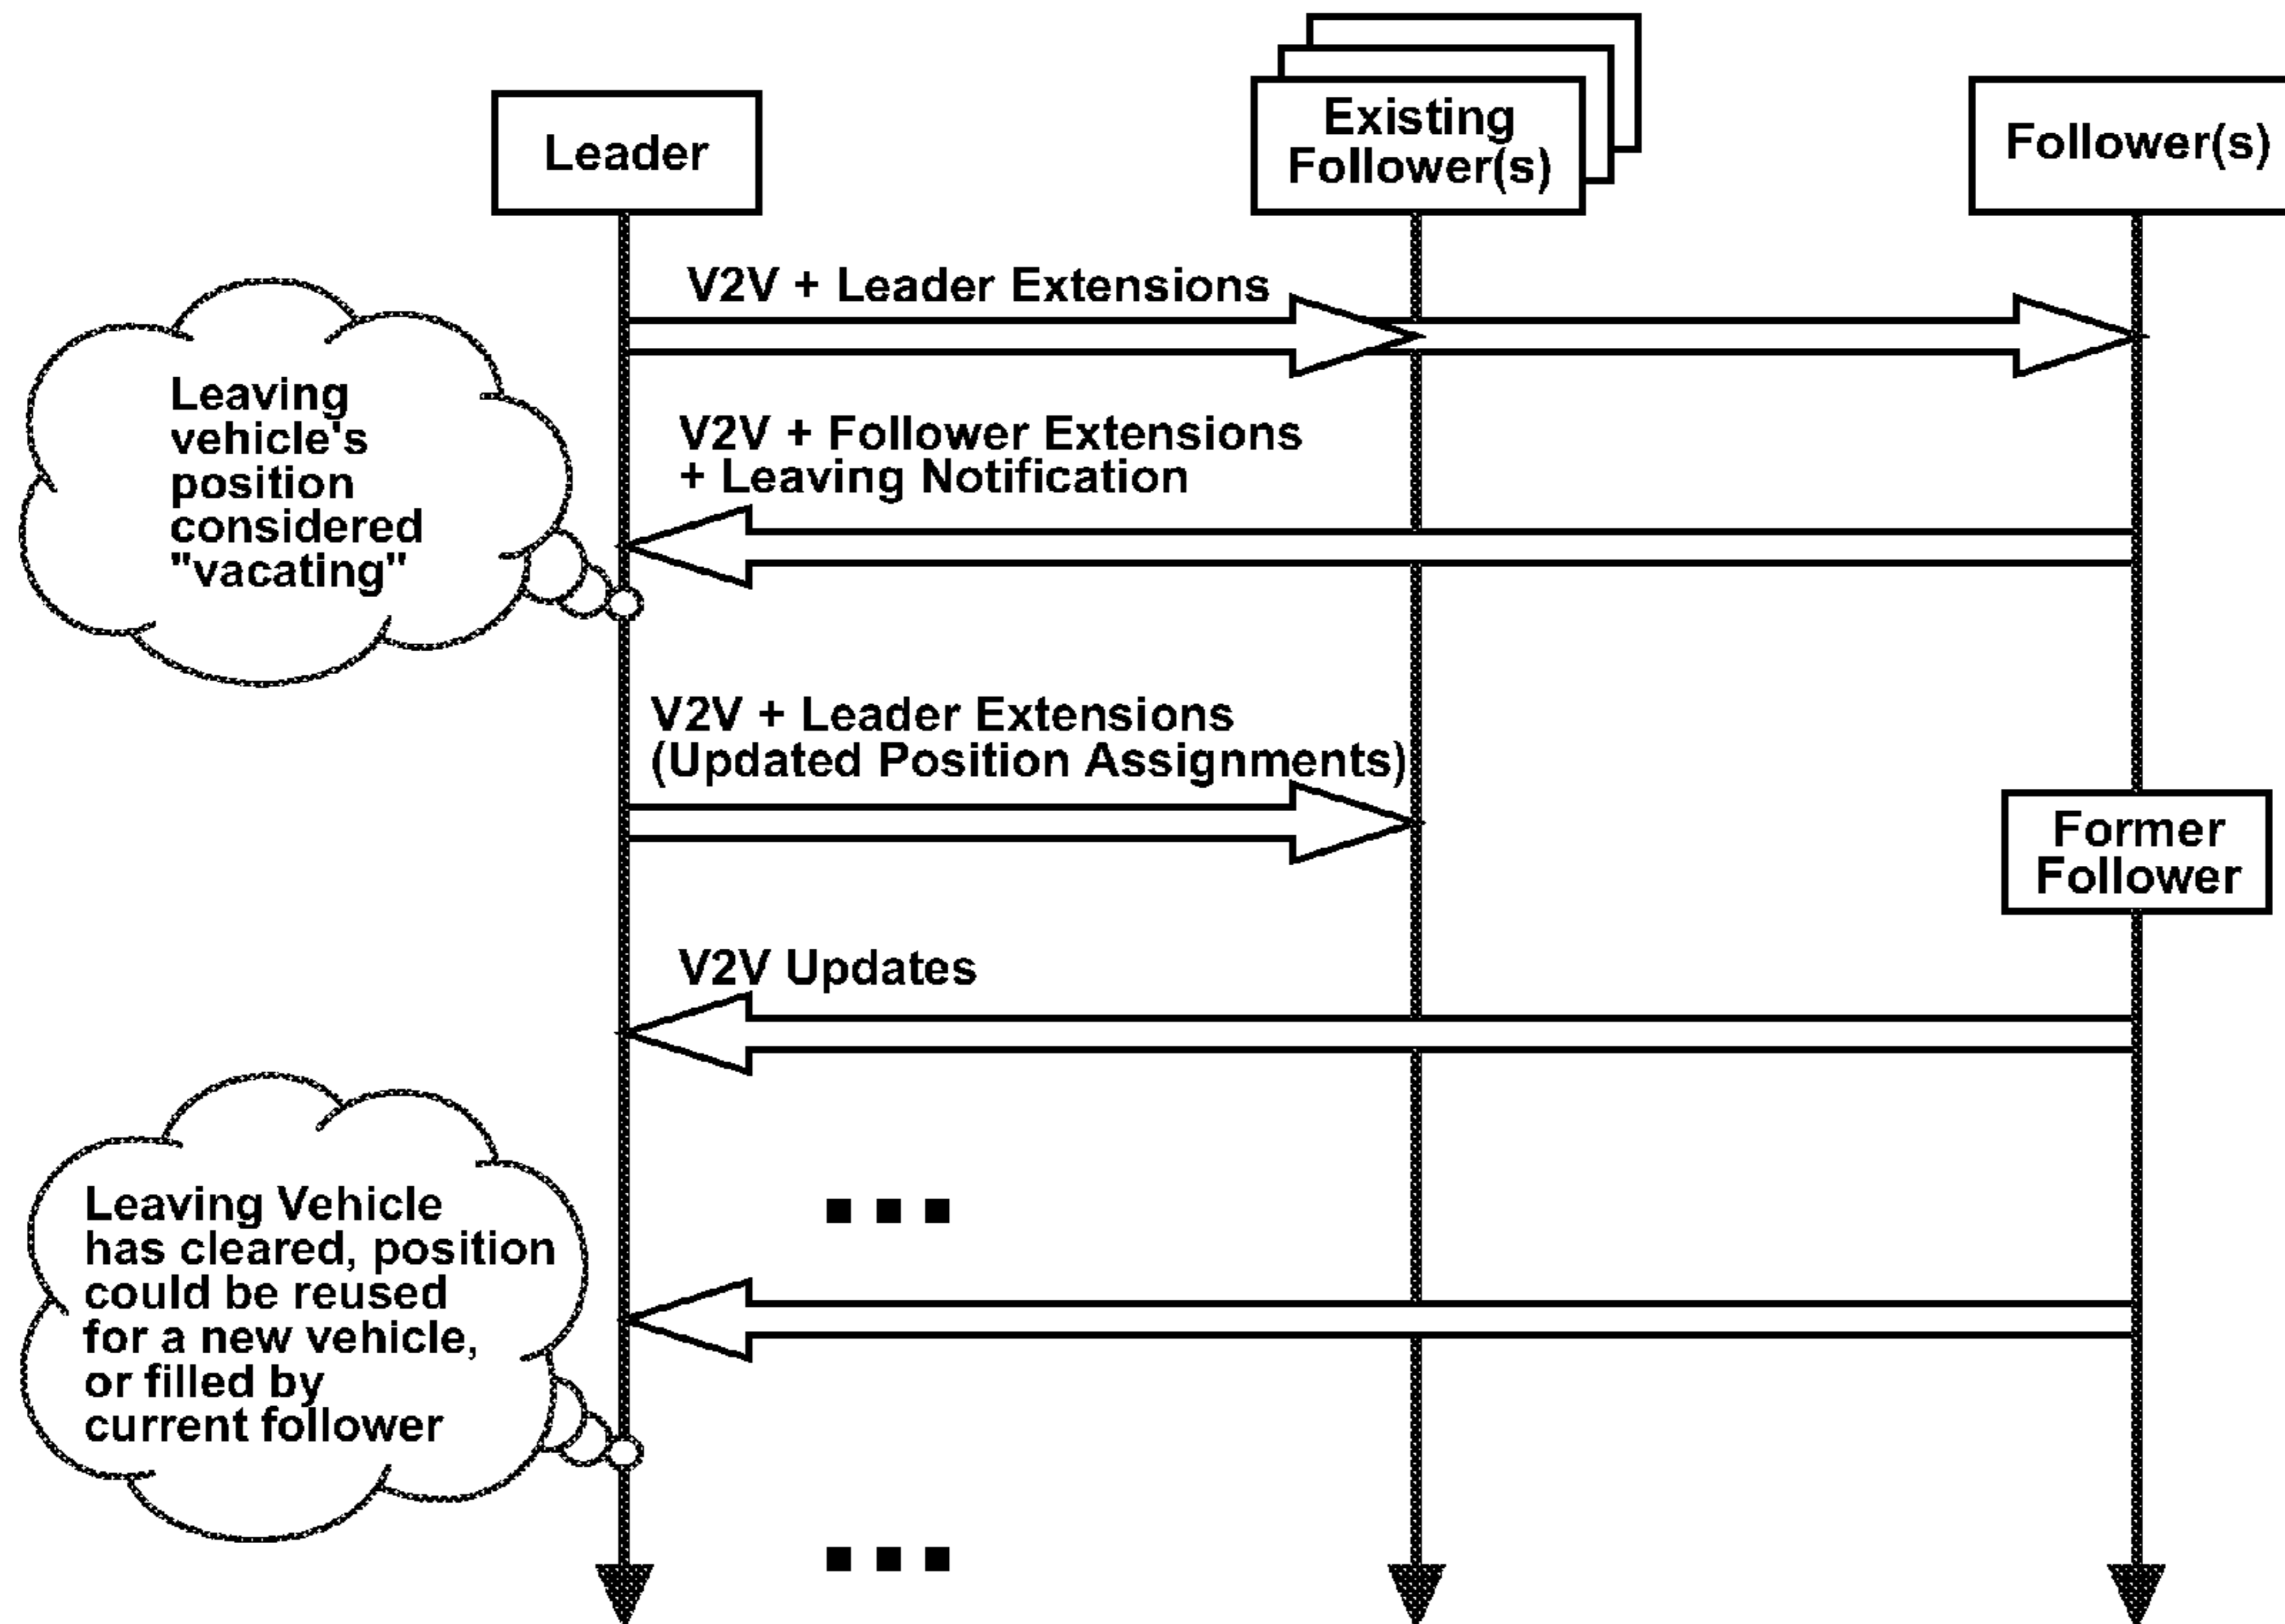 Leader
Existing
Follower(s)
Follower(s)
V2V + Leader Extensions
Leaving
vehicle's
position
considered
"vacating"
V2V + Follower Extensions
+ Leaving Notification
V2V + Leader Extensions
(Updated Position Assignments)
Former
Follower
V2V Updates
Leaving Vehicle
has cleared, position
could be reused
for a new vehicle,
or filled by
current follower